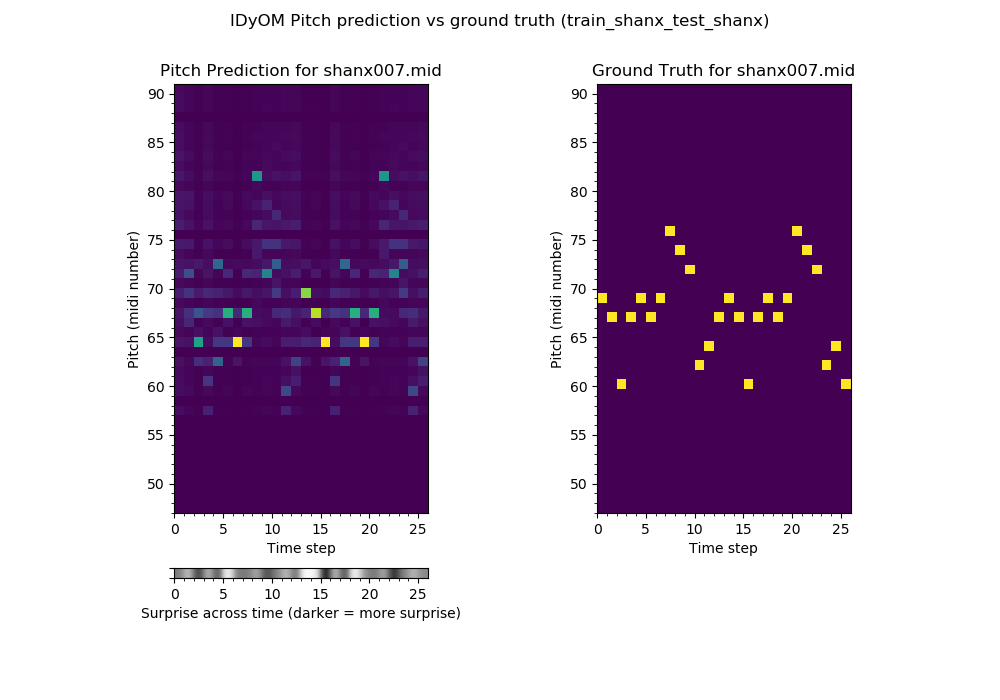 IDyOM Pitch prediction vs ground truth (train_shanx_test_shanx)
Pitch Prediction for shanx007.mid
90
85
80
75
70
65
60
55
50
Pitch (midi number)
0 5 10 15 20 25
Time step
0 5 10 15 20 25
Surprise across time (darker = more surprise)
Ground Truth for shanx007.mid
90
85
80
75
70
65
60
55
50
Pitch (midi number)
0 5 10 15 20 25
Time step